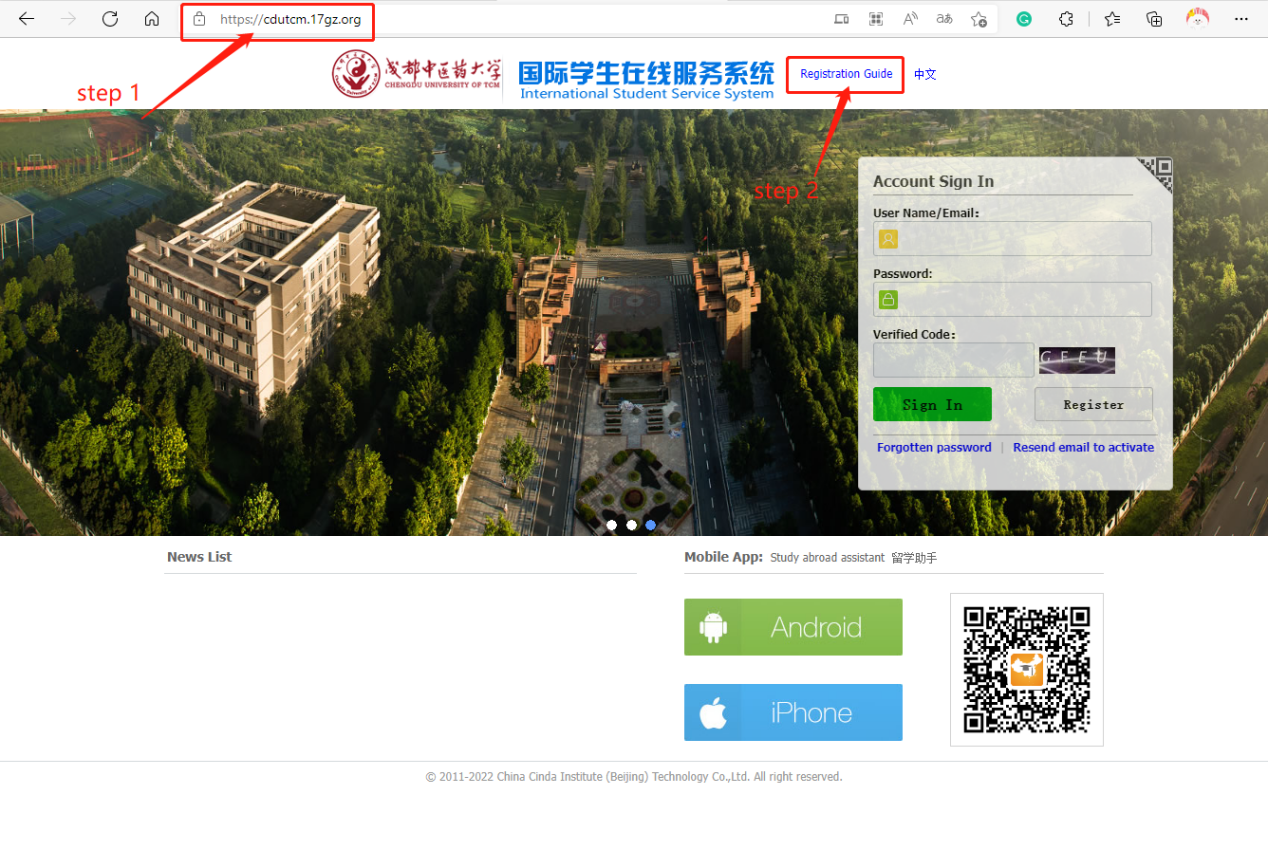 https://cdutcm.17gz.org
A
aあ
step 1
成都中医药大学
CHENGDU UNIVERSITY OF TCM
国际学生在线服务系统
International Student Service System
Registration Guide
中文
step 2
Account Sign In
User Name/Email:
Password:
Verified Code:
G F E U
Sign In
Register
Forgotten password | Resend email to activate
News List
Mobile App: Study abroad assistant 留学助手
Android
iPhone
© 2011-2022 China Cinda Institute (Beijing) Technology Co.,Ltd. All right reserved.